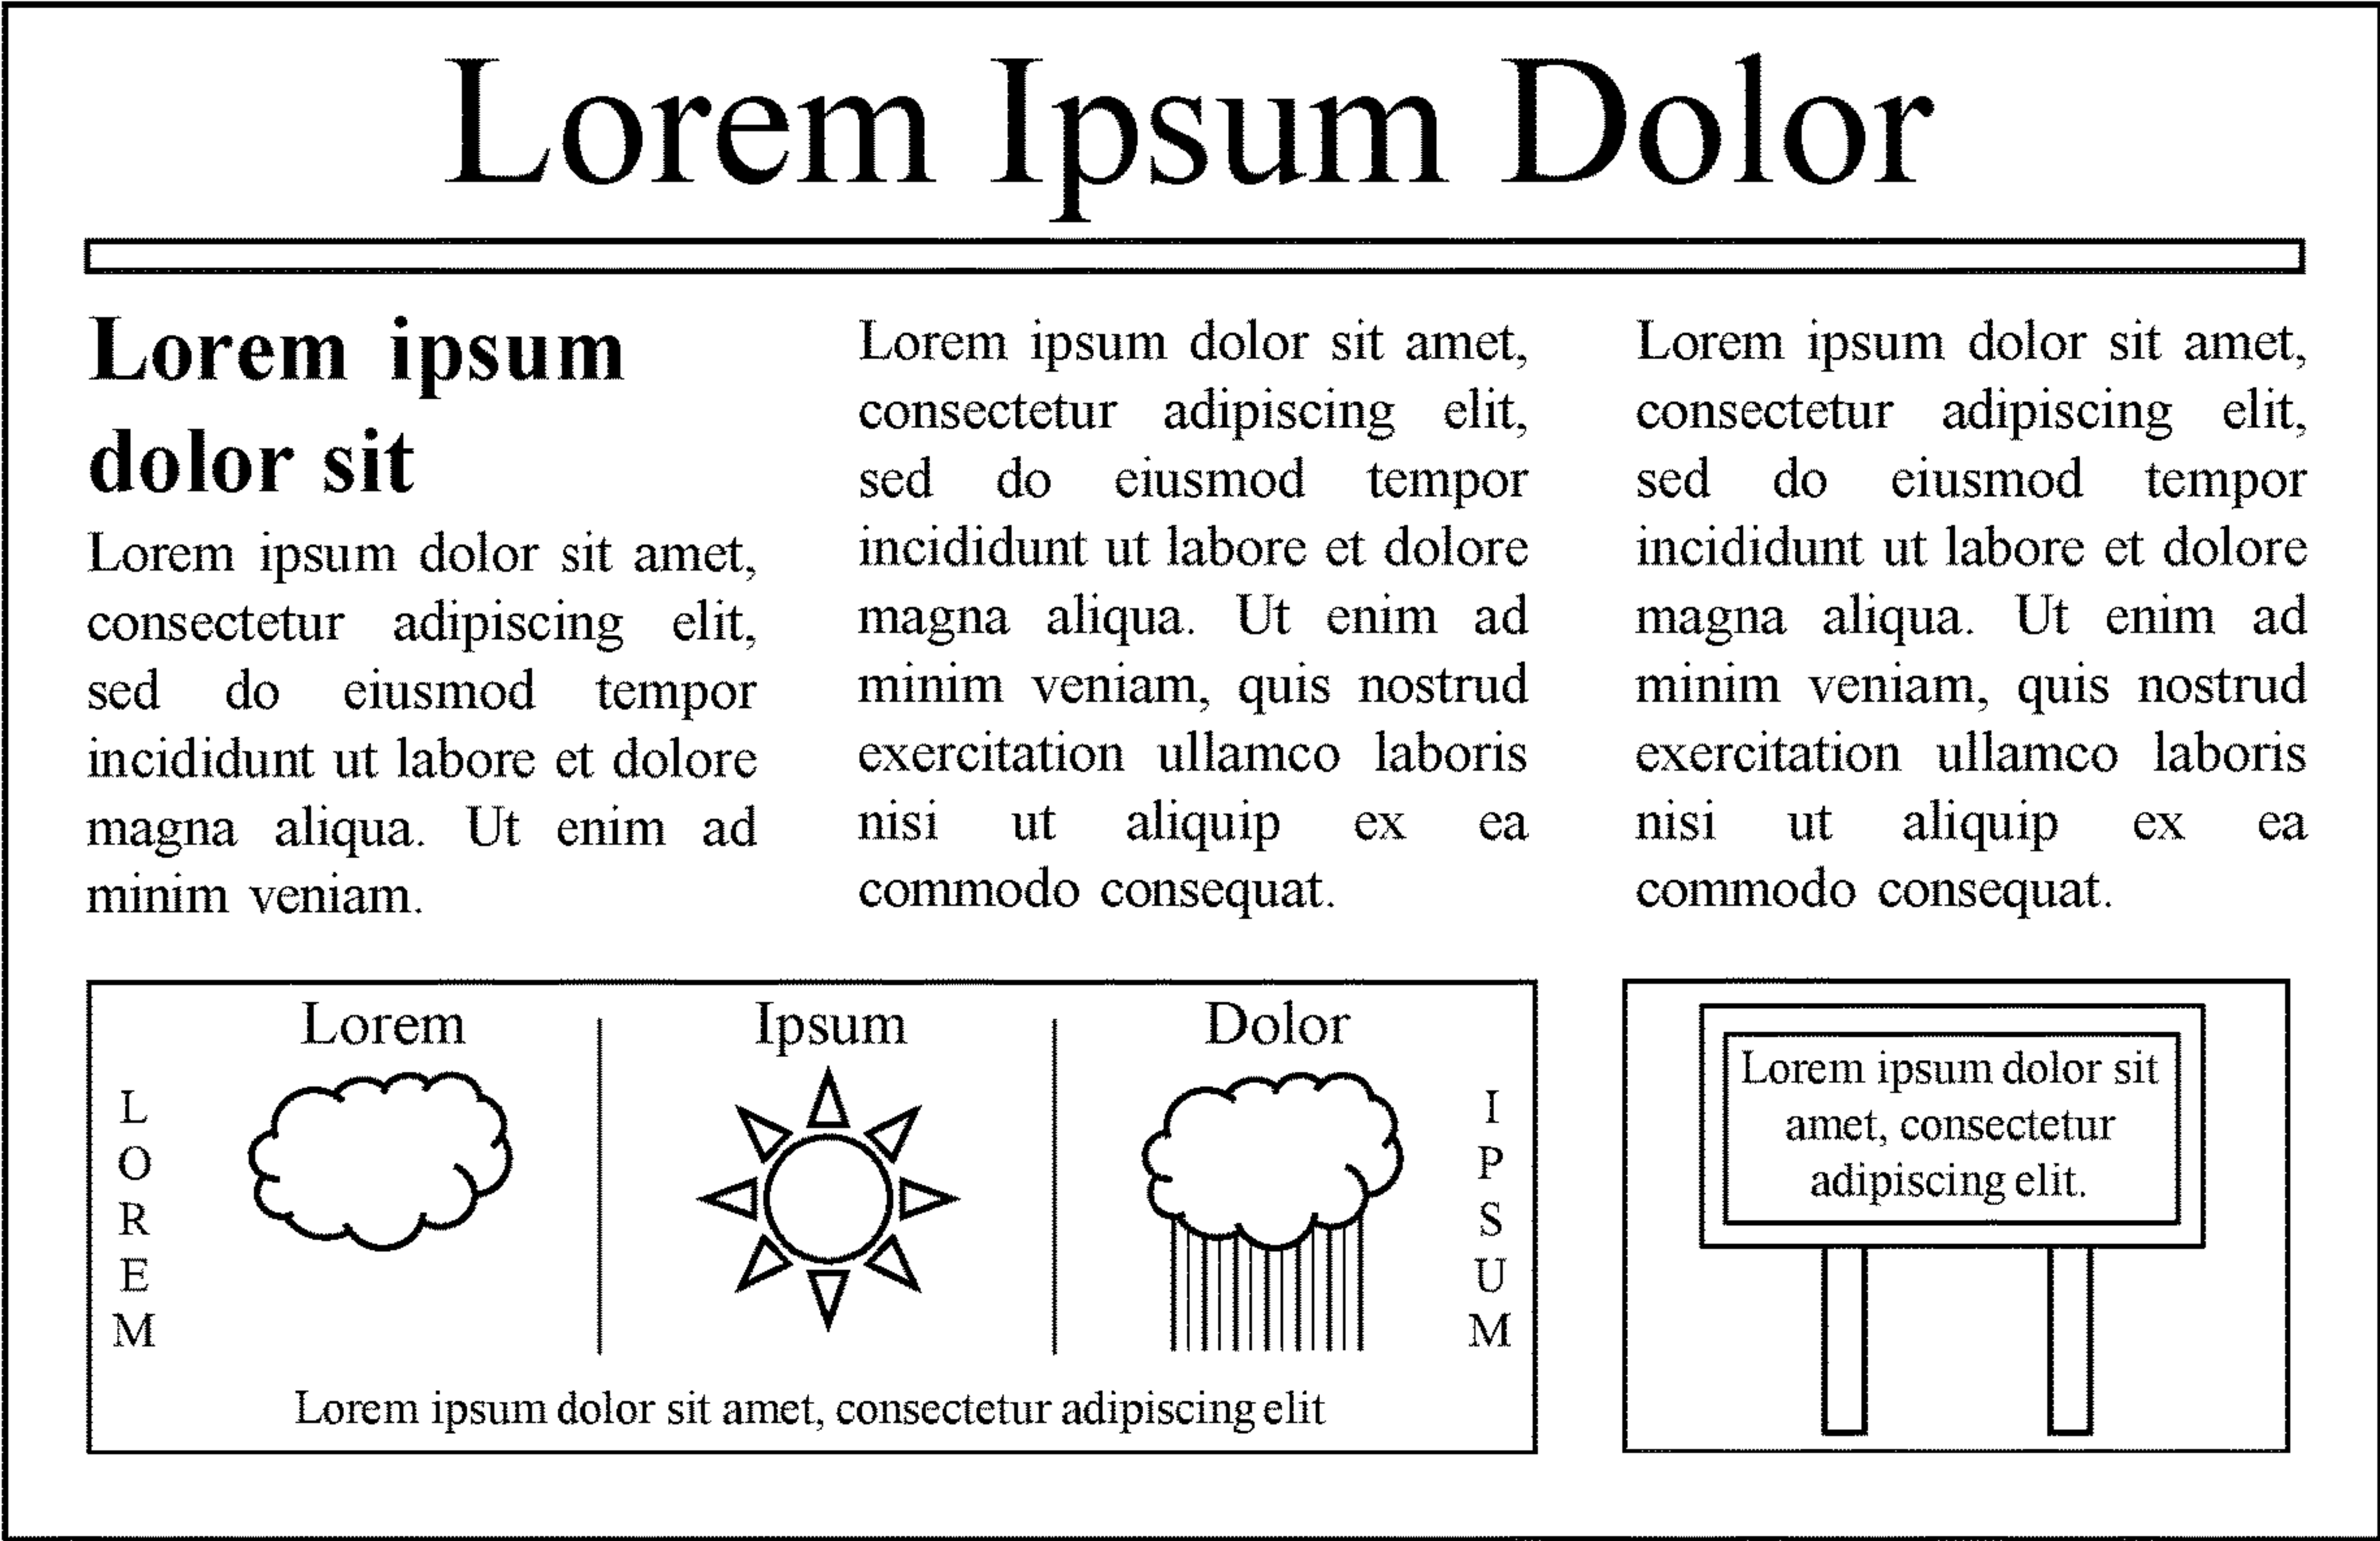 Lorem Ipsum Dolor
Lorem ipsum
dolor sit
Lorem ipsum dolor sit amet,
consectetur adipiscing elit,
sed do eiusmod tempor
incididunt ut labore et dolore
magna aliqua. Ut enim ad
minim veniam.
Lorem ipsum dolor sit amet,
consectetur adipiscing elit,
sed do eiusmod tempor
incididunt ut labore et dolore
magna aliqua. Ut enim ad
minim veniam, quis nostrud
exercitation ullamco laboris
nisi ut aliquip ex ea
commodo consequat.
Lorem ipsum dolor sit amet,
consectetur adipiscing elit,
sed do eiusmod tempor
incididunt ut labore et dolore
magna aliqua. Ut enim ad
minim veniam, quis nostrud
exercitation ullamco laboris
nisi ut aliquip ex ea
commodo consequat.
LOREM
Lorem
Ipsum
Dolor
IPSUM
Lorem ipsum dolor sit amet, consectetur adipiscing elit
Lorem ipsum dolor sit
amet, consectetur
adipiscing elit.